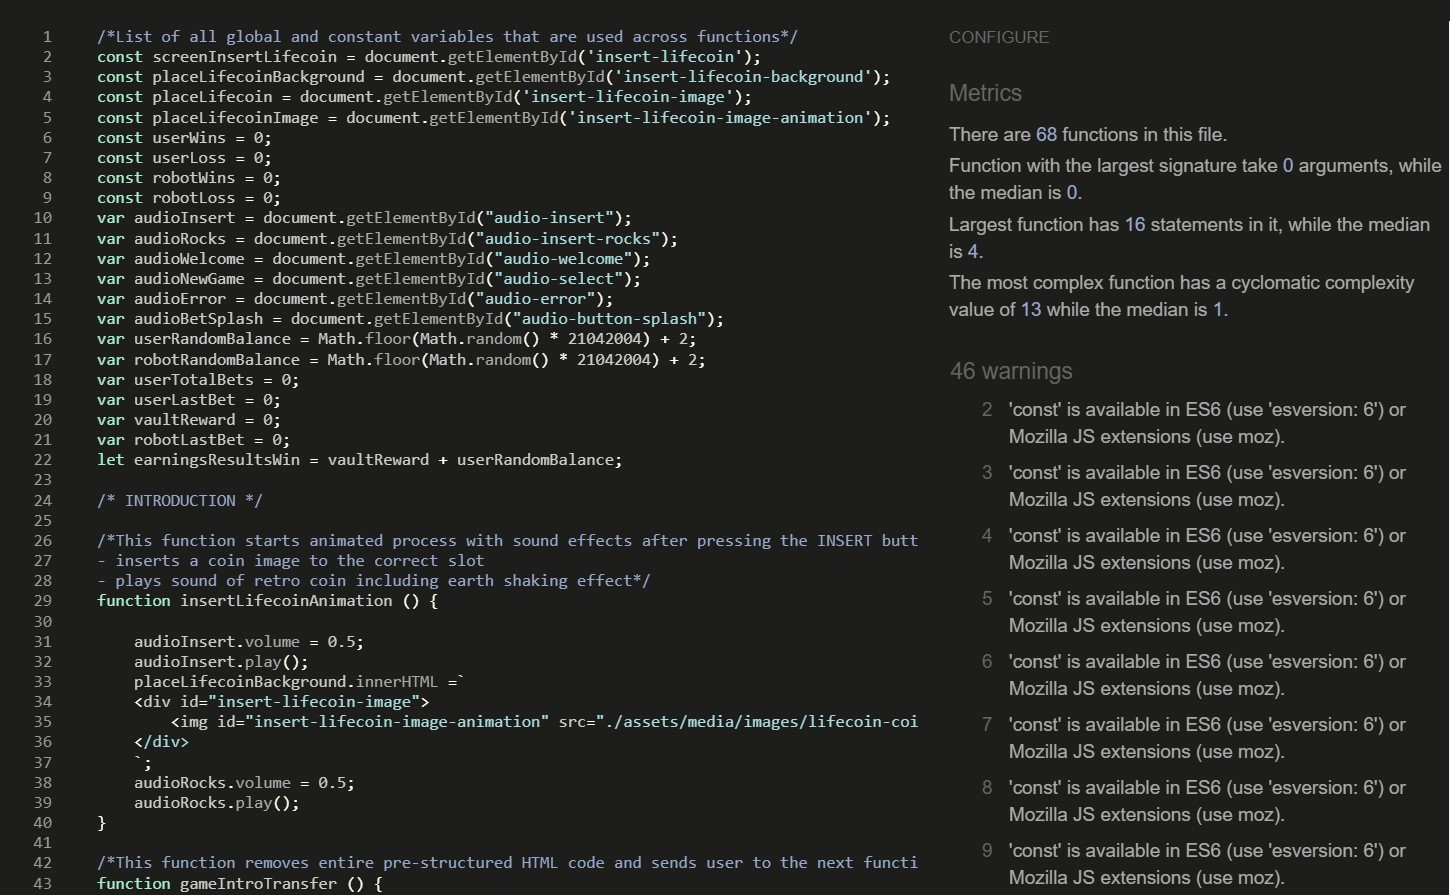 1 /*List of all global and constant variables that are used across functions*/
2 const screenInsertLifecoin = document.getElementById('insert-lifecoin');
3 const placeLifecoinBackground = document.getElementById('insert-lifecoin-background');
4 const placeLifecoin = document.getElementById('insert-lifecoin-image');
5 const placeLifecoinImage = document.getElementById('insert-lifecoin-image-animation');
6 const userWins = 0;
7 const userLoss = 0;
8 const robotWins = 0;
9 const robotLoss = 0;
10 var audioInsert = document.getElementById("audio-insert");
11 var audioRocks = document.getElementById("audio-insert-rocks");
12 var audioWelcome = document.getElementById("audio-welcome");
13 var audioNewGame = document.getElementById("audio-select");
14 var audioError = document.getElementById("audio-error");
15 var audioBetSplash = document.getElementById("audio-button-splash");
16 var userRandomBalance = Math.floor(Math.random() * 21042004) + 2;
17 var robotRandomBalance = Math.floor(Math.random() * 21042004) + 2;
18 var userTotalBets = 0;
19 var userLastBet = 0;
20 var vaultReward = 0;
21 var robotLastBet = 0;
22 let earningsResultsWin = vaultReward + userRandomBalance;
23
24 /* INTRODUCTION */
25
26 /*This function starts animated process with sound effects after pressing the INSERT butt
27 - inserts a coin image to the correct slot
28 - plays sound of retro coin including earth shaking effect*/
29 function insertLifecoinAnimation () {
30
31 audioInsert.volume = 0.5;
32 audioInsert.play();
33 placeLifecoinBackground.innerHTML =`
34 <div id="insert-lifecoin-image">
35 <img id="insert-lifecoin-image-animation" src="./assets/media/images/lifecoin-coi
36 </div>
37 `;
38 audioRocks.volume = 0.5;
39 audioRocks.play();
40 }
41
42 /*This function removes entire pre-structured HTML code and sends user to the next functi
43 function gameIntroTransfer () {
CONFIGURE
Metrics
There are 68 functions in this file.
Function with the largest signature take 0 arguments, while
the median is 0.
Largest function has 16 statements in it, while the median
is 4.
The most complex function has a cyclomatic complexity
value of 13 while the median is 1.
46 warnings
2 'const' is available in ES6 (use 'esversion: 6') or
Mozilla JS extensions (use moz).
3 'const' is available in ES6 (use 'esversion: 6') or
Mozilla JS extensions (use moz).
4 'const' is available in ES6 (use 'esversion: 6') or
Mozilla JS extensions (use moz).
5 'const' is available in ES6 (use 'esversion: 6') or
Mozilla JS extensions (use moz).
6 'const' is available in ES6 (use 'esversion: 6') or
Mozilla JS extensions (use moz).
7 'const' is available in ES6 (use 'esversion: 6') or
Mozilla JS extensions (use moz).
8 'const' is available in ES6 (use 'esversion: 6') or
Mozilla JS extensions (use moz).
9 'const' is available in ES6 (use 'esversion: 6') or
Mozilla JS extensions (use moz).